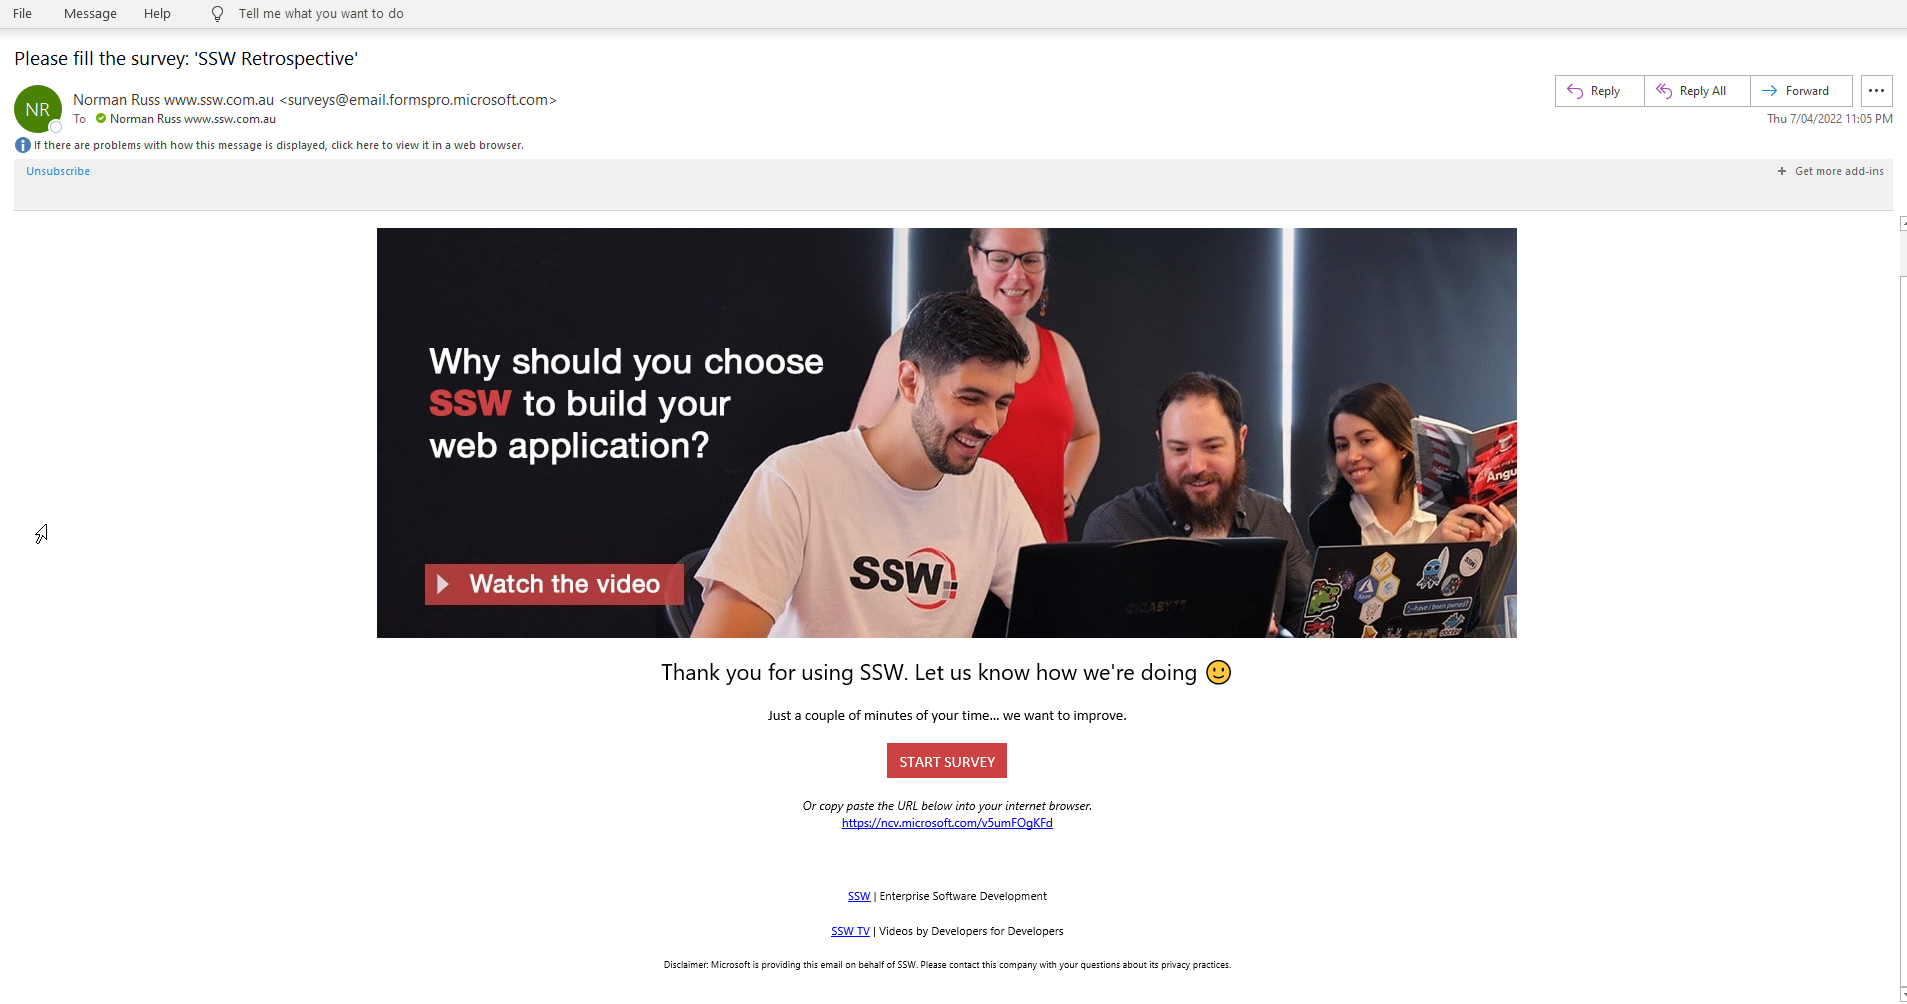 File Message Help Tell me what you want to do
Please fill the survey: 'SSW Retrospective'
NR
Norman Russ www.ssw.com.au <surveys@email.formspro.microsoft.com>
To Norman Russ www.ssw.com.au
Reply Reply All Forward
Thu 7/04/2022 11:05 PM
If there are problems with how this message is displayed, click here to view it in a web browser.
Unsubscribe
+ Get more add-ins
Why should you choose
SSW to build your
web application?
Watch the video
SSW
GIGABYTE
Angu
Azure
SSW
';--have i been pwned?
Thank you for using SSW. Let us know how we're doing 🙂
Just a couple of minutes of your time... we want to improve.
START SURVEY
Or copy paste the URL below into your internet browser.
https://ncv.microsoft.com/v5umFOgKFd
SSW | Enterprise Software Development
SSW TV | Videos by Developers for Developers
Disclaimer: Microsoft is providing this email on behalf of SSW. Please contact this company with your questions about its privacy practices.